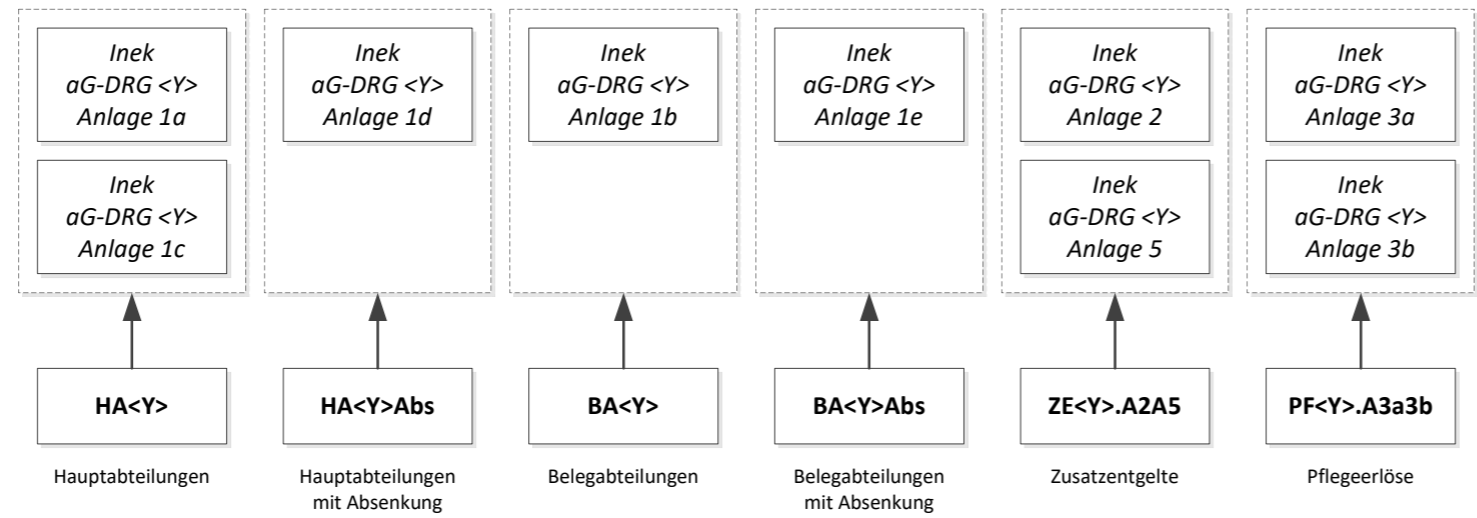 Inek
aG-DRG <Y>
Anlage 1a
Inek
aG-DRG <Y>
Anlage 1c
HA<Y>
Hauptabteilungen
Inek
aG-DRG <Y>
Anlage 1d
HA<Y>Abs
Hauptabteilungen
mit Absenkung
Inek
aG-DRG <Y>
Anlage 1b
BA<Y>
Belegabteilungen
Inek
aG-DRG <Y>
Anlage 1e
BA<Y>Abs
Belegabteilungen
mit Absenkung
Inek
aG-DRG <Y>
Anlage 2
Inek
aG-DRG <Y>
Anlage 5
ZE<Y>.A2A5
Zusatzentgelte
Inek
aG-DRG <Y>
Anlage 3a
Inek
aG-DRG <Y>
Anlage 3b
PF<Y>.A3a3b
Pflegeerlöse